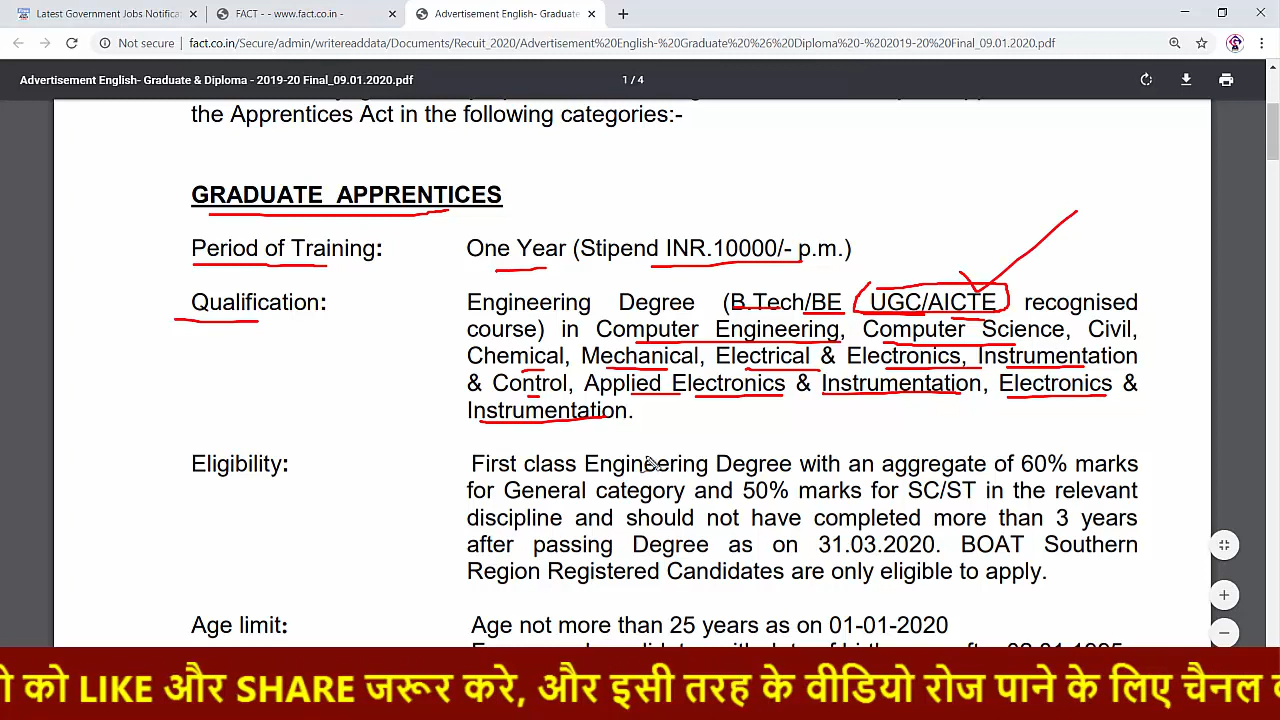 Latest Government Jobs Notificat
FACT - - www.fact.co.in -
Advertisement English- Graduate
Not secure | fact.co.in/Secure/admin/writereaddata/Documents/Recuit_2020/Advertisement%20English-%20Graduate%20%26%20Diploma%20-%202019-20%20Final_09.01.2020.pdf
Advertisement English- Graduate & Diploma - 2019-20 Final_09.01.2020.pdf
1 / 4
the Apprentices Act in the following categories:-
GRADUATE APPRENTICES
Period of Training: One Year (Stipend INR.10000/- p.m.)
Qualification: Engineering Degree (B.Tech/BE UGC/AICTE recognised
course) in Computer Engineering, Computer Science, Civil,
Chemical, Mechanical, Electrical & Electronics, Instrumentation
& Control, Applied Electronics & Instrumentation, Electronics &
Instrumentation.
Eligibility: First class Engineering Degree with an aggregate of 60% marks
for General category and 50% marks for SC/ST in the relevant
discipline and should not have completed more than 3 years
after passing Degree as on 31.03.2020. BOAT Southern
Region Registered Candidates are only eligible to apply.
Age limit: Age not more than 25 years as on 01-01-2020
को LIKE और SHARE जरूर करे, और इसी तरह के वीडियो रोज पाने के लिए चैनल